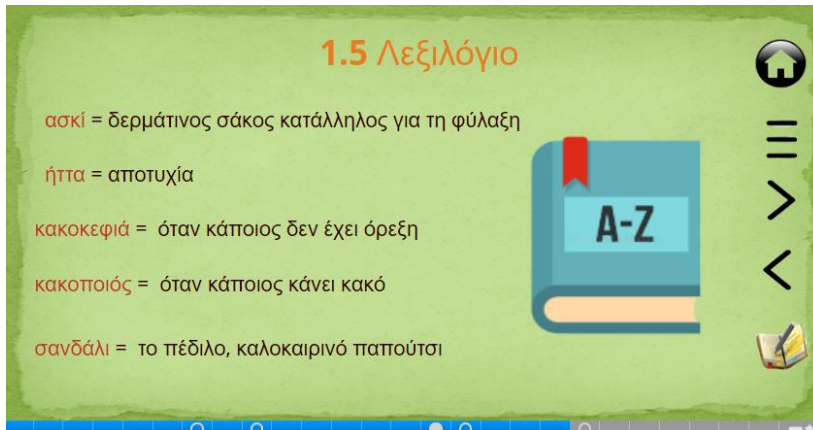 1.5 Λεξιλόγιο
ασκί = δερμάτινος σάκος κατάλληλος για τη φύλαξη
ήττα = αποτυχία
κακοκεφιά = όταν κάποιος δεν έχει όρεξη
κακοποιός = όταν κάποιος κάνει κακό
σανδάλι = το πέδιλο, καλοκαιρινό παπούτσι
A-Z